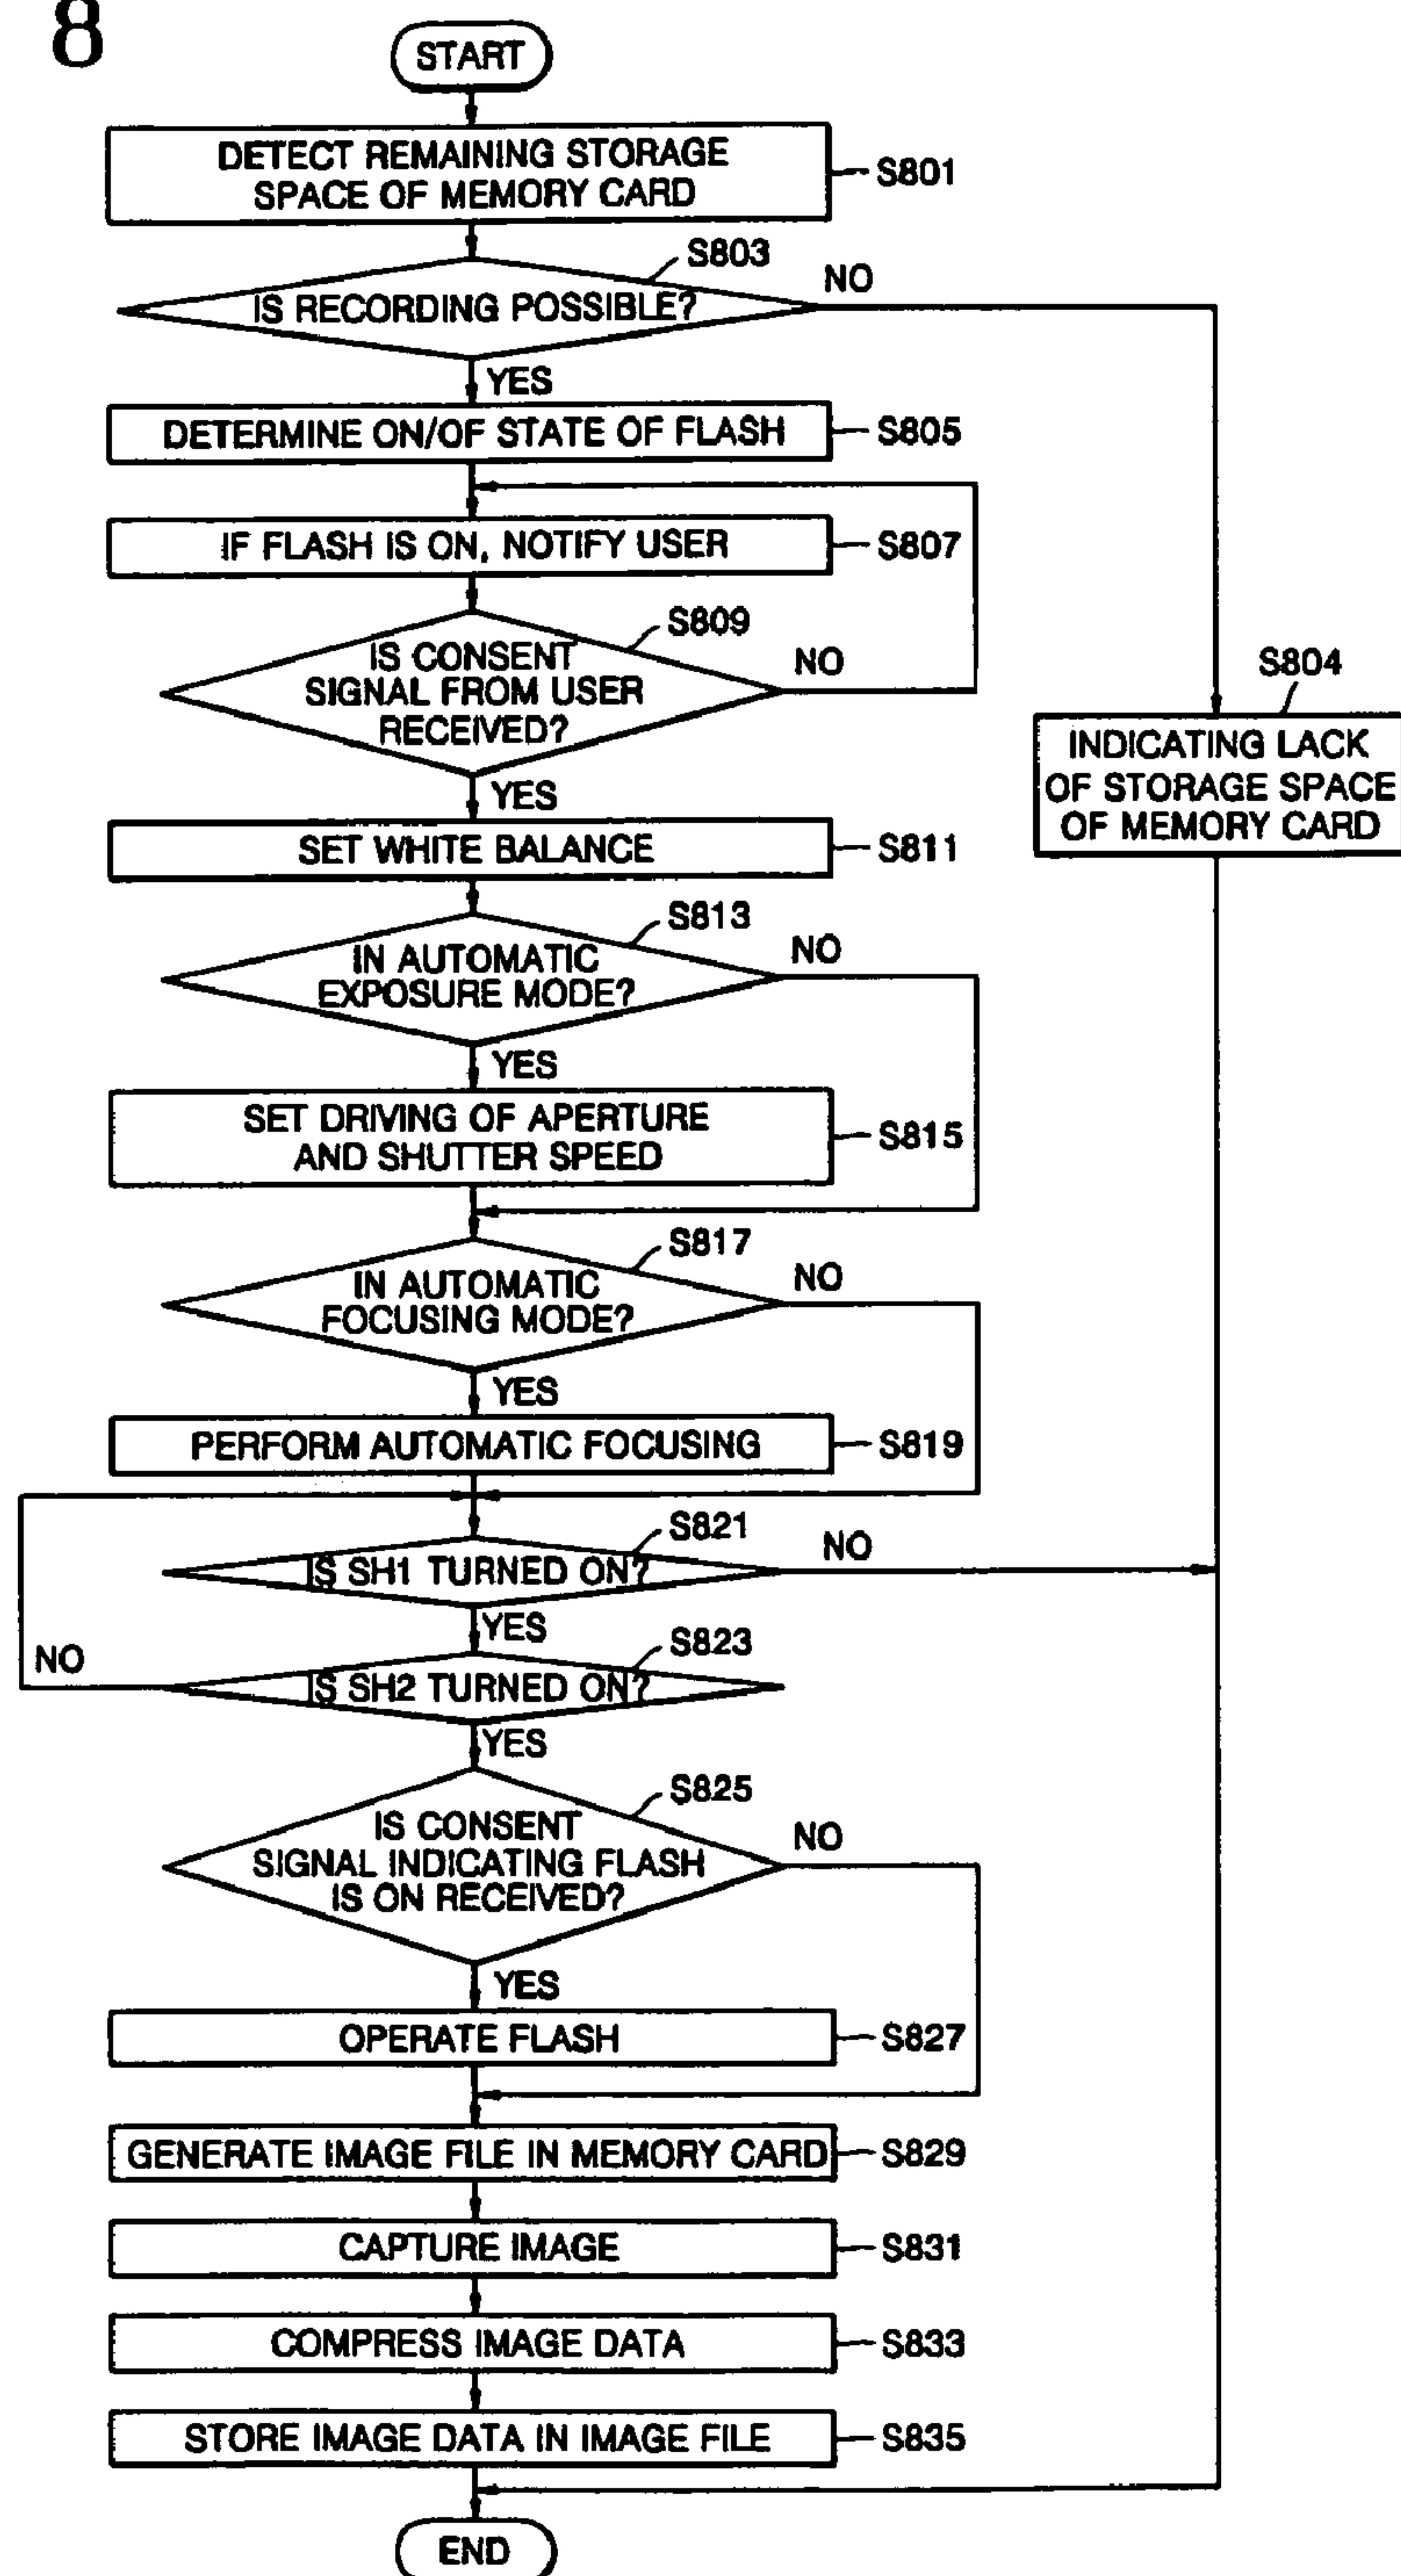 8
START
DETECT REMAINING STORAGE
SPACE OF MEMORY CARD
S801
S803
IS RECORDING POSSIBLE?
NO
YES
DETERMINE ON/OF STATE OF FLASH
S805
IF FLASH IS ON, NOTIFY USER
S807
S809
IS CONSENT
SIGNAL FROM USER
RECEIVED?
NO
YES
S804
INDICATING LACK
OF STORAGE SPACE
OF MEMORY CARD
SET WHITE BALANCE
S811
S813
IN AUTOMATIC
EXPOSURE MODE?
NO
YES
SET DRIVING OF APERTURE
AND SHUTTER SPEED
S815
S817
IN AUTOMATIC
FOCUSING MODE?
NO
YES
PERFORM AUTOMATIC FOCUSING
S819
S821
IS SH1 TURNED ON?
NO
YES
S823
IS SH2 TURNED ON?
NO
YES
S825
IS CONSENT
SIGNAL INDICATING FLASH
IS ON RECEIVED?
NO
YES
OPERATE FLASH
S827
GENERATE IMAGE FILE IN MEMORY CARD
S829
CAPTURE IMAGE
S831
COMPRESS IMAGE DATA
S833
STORE IMAGE DATA IN IMAGE FILE
S835
END